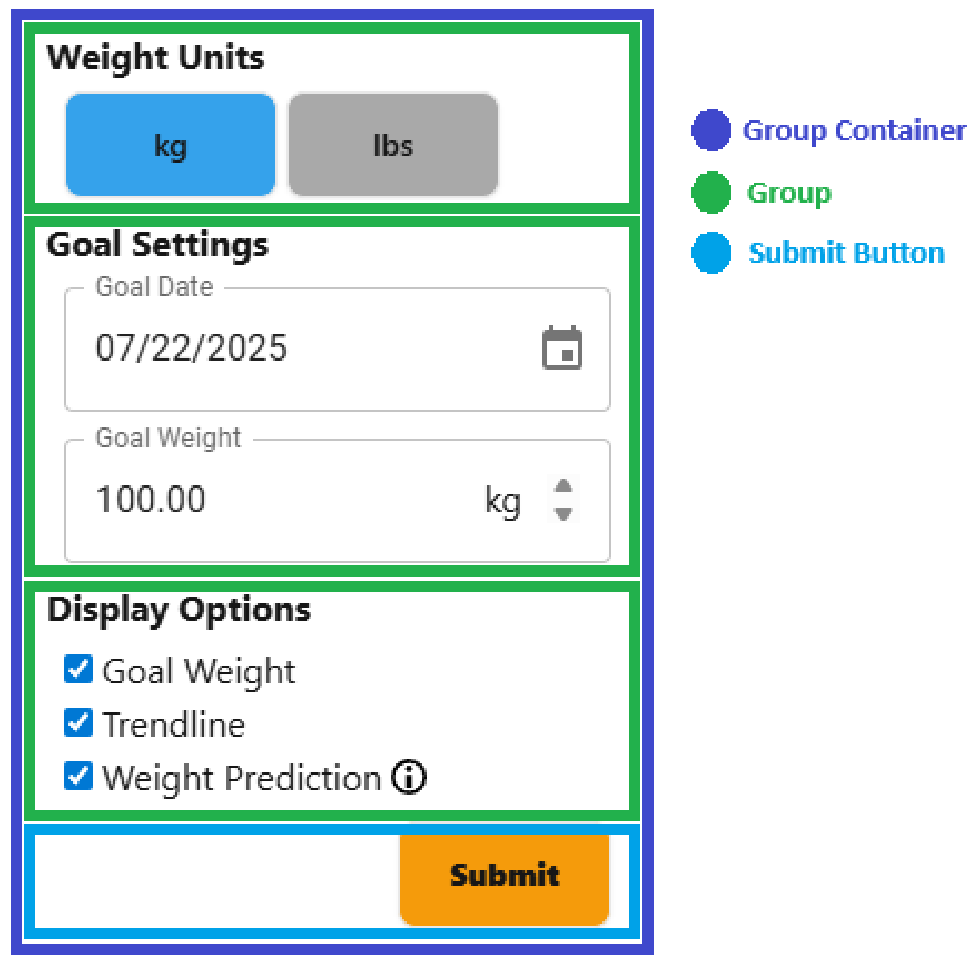 Weight Units
kg
lbs
Goal Settings
Goal Date
07/22/2025
Goal Weight
100.00
kg
Display Options
Goal Weight
Trendline
Weight Prediction
Submit
Group Container
Group
Submit Button